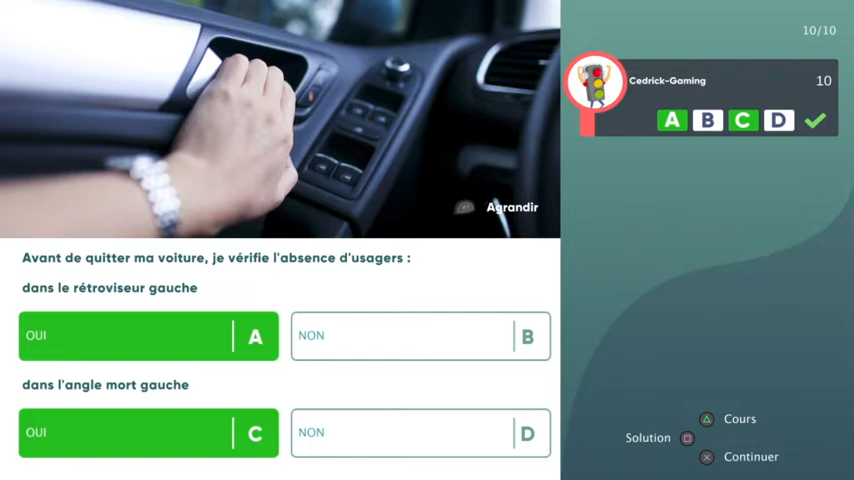 10/10
Cedrick-Gaming 10
A B C D
Agrandir
Avant de quitter ma voiture, je vérifie l'absence d'usagers :
dans le rétroviseur gauche
OUI A NON B
dans l'angle mort gauche
OUI C NON D
Cours
Solution
Continuer